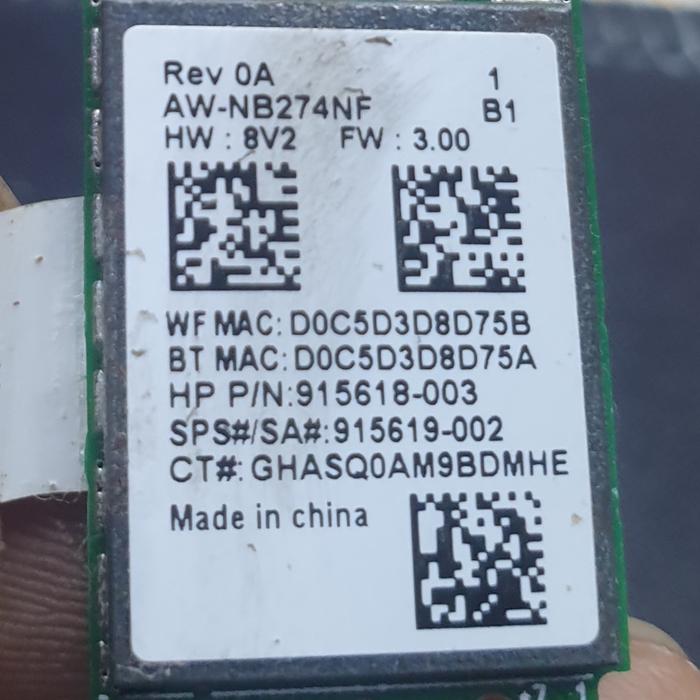 Rev 0A 1
AW-NB274NF B1
HW : 8V2 FW : 3.00
WF MAC: D0C5D3D8D75B
BT MAC: D0C5D3D8D75A
HP P/N:915618-003
SPS#/SA#:915619-002
CT#: GHASQ0AM9BDMHE
Made in china